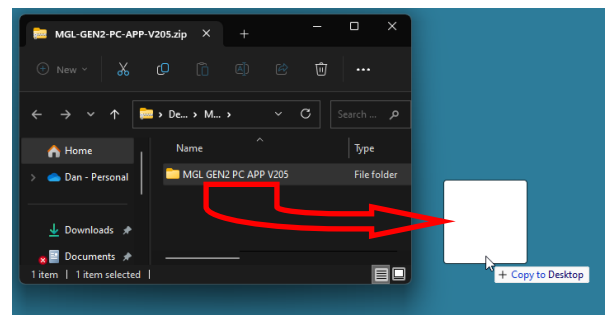 MGL-GEN2-PC-APP-V205.zip
New
De... M...
Search ...
Home
Name
Type
Dan - Personal
MGL GEN2 PC APP V205
File folder
Downloads
Documents
1 item | 1 item selected |
+ Copy to Desktop